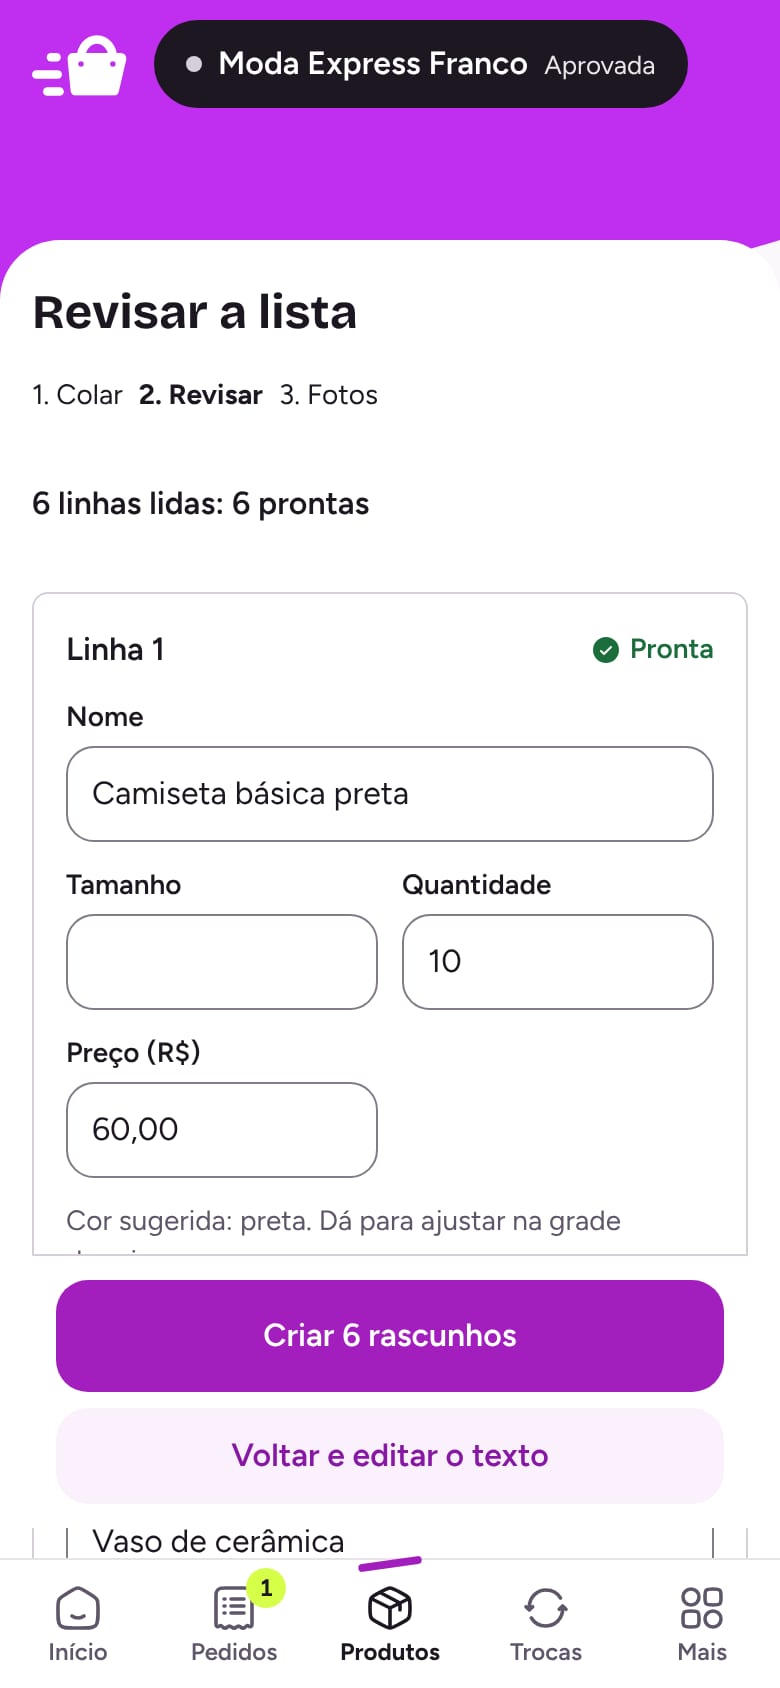 Moda Express Franco Aprovada
Revisar a lista
1. Colar 2. Revisar 3. Fotos
6 linhas lidas: 6 prontas
Linha 1
Pronta
Nome
Camiseta básica preta
Tamanho
Quantidade
10
Preço (R$)
60,00
Cor sugerida: preta. Dá para ajustar na grade
Criar 6 rascunhos
Voltar e editar o texto
Vaso de cerâmica
1
Início
Pedidos
Produtos
Trocas
Mais